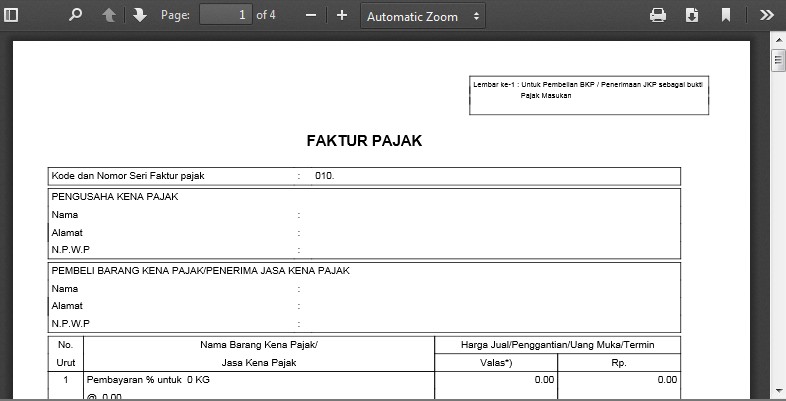 Page: 1 of 4 Automatic Zoom
Lembar ke-1 : Untuk Pembelian BKP / Penerimaan JKP sebagai bukti
Pajak Masukan
FAKTUR PAJAK
Kode dan Nomor Seri Faktur pajak : 010.
PENGUSAHA KENA PAJAK
Nama :
Alamat :
N.P.W.P :
PEMBELI BARANG KENA PAJAK/PENERIMA JASA KENA PAJAK
Nama :
Alamat :
N.P.W.P :
No. Nama Barang Kena Pajak/ Harga Jual/Penggantian/Uang Muka/Termin
Urut Jasa Kena Pajak Valas*) Rp.
1 Pembayaran % untuk 0 KG 0.00 0.00
@ 0.00